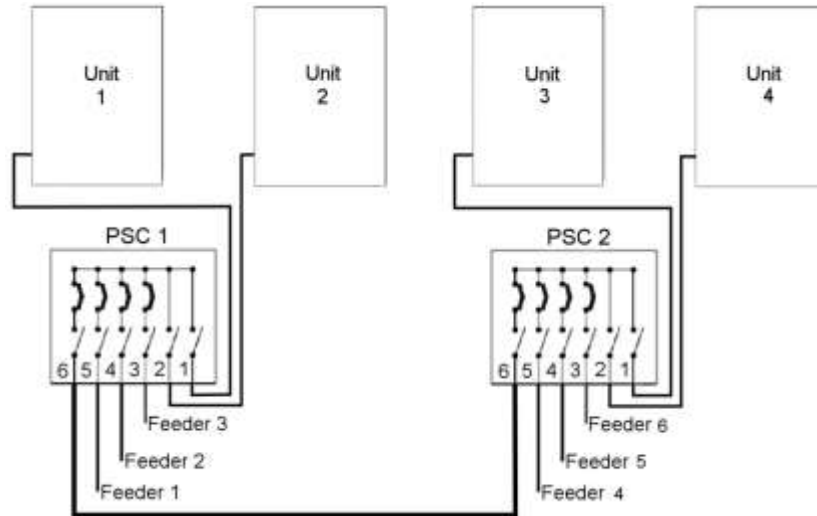 Unit
1
Unit
2
Unit
3
Unit
4
PSC 1
PSC 2
6 5 4 3 2 1
6 5 4 3 2 1
Feeder 3
Feeder 6
Feeder 2
Feeder 5
Feeder 1
Feeder 4